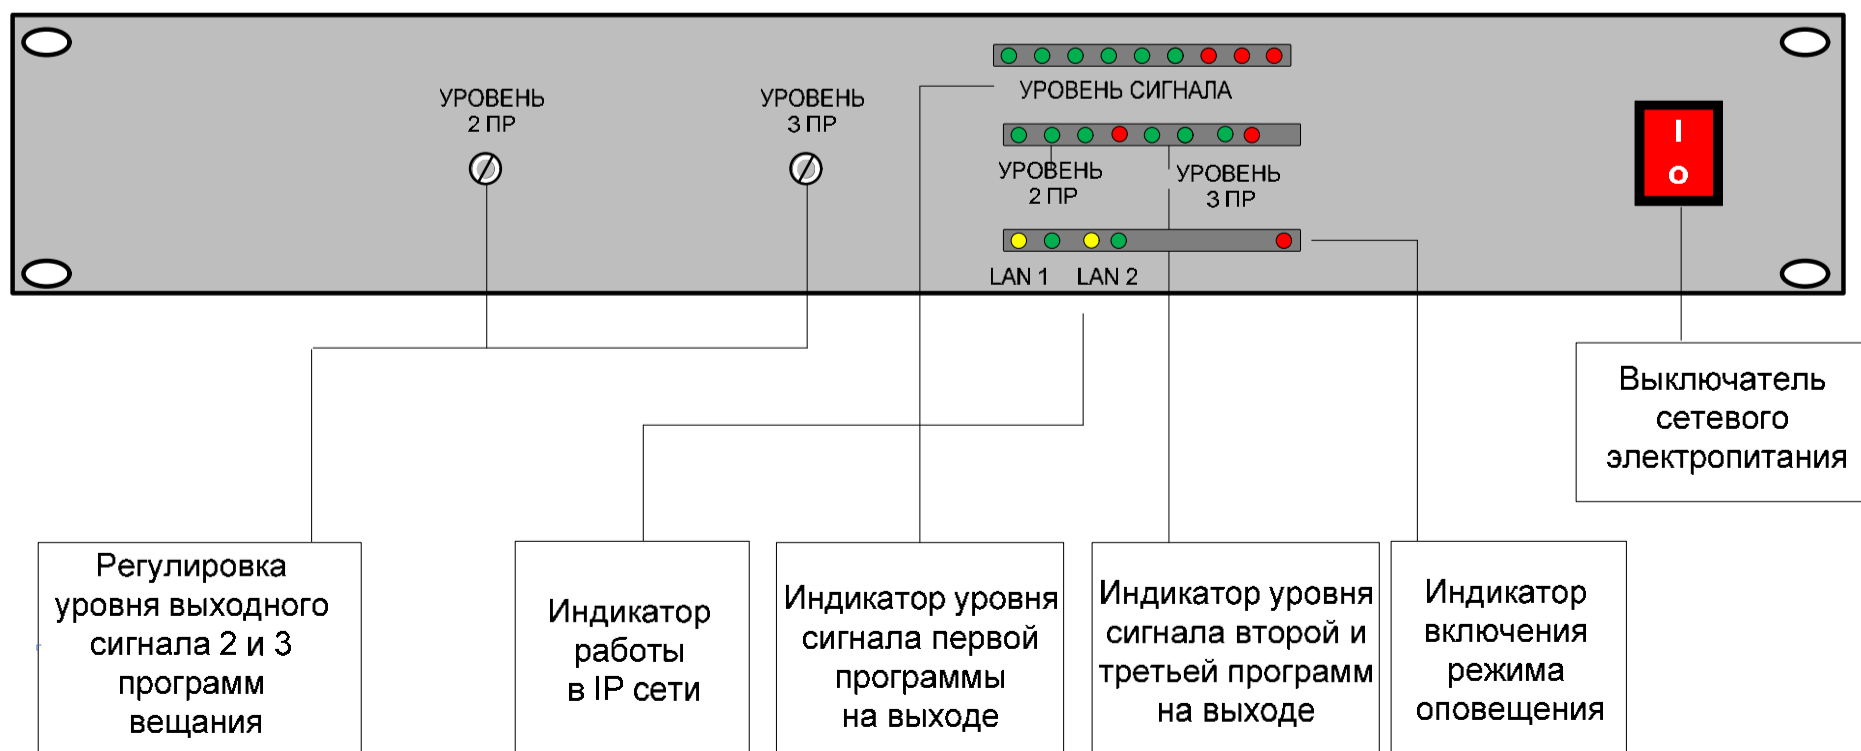 УРОВЕНЬ
2 ПР
УРОВЕНЬ
3 ПР
УРОВЕНЬ СИГНАЛА
УРОВЕНЬ
2 ПР
УРОВЕНЬ
3 ПР
LAN 1
LAN 2
I
O
Выключатель
сетевого
электропитания
Регулировка
уровня выходного
сигнала 2 и 3
программ
вещания
Индикатор
работы
в IP сети
Индикатор уровня
сигнала первой
программы
на выходе
Индикатор уровня
сигнала второй и
третьей программ
на выходе
Индикатор
включения
режима
оповещения